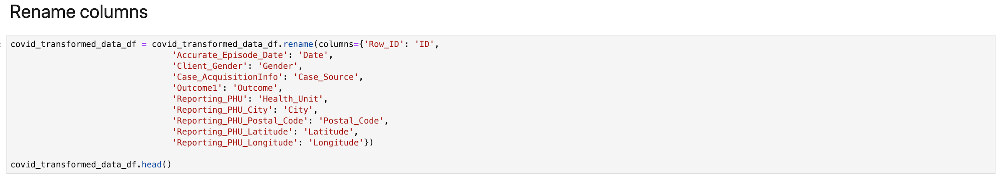 Rename columns
covid_transformed_data_df = covid_transformed_data_df.rename(columns={'Row_ID': 'ID',
'Accurate_Episode_Date': 'Date',
'Client_Gender': 'Gender',
'Case_AcquisitionInfo': 'Case_Source',
'Outcome1': 'Outcome',
'Reporting_PHU': 'Health_Unit',
'Reporting_PHU_City': 'City',
'Reporting_PHU_Postal_Code': 'Postal_Code',
'Reporting_PHU_Latitude': 'Latitude',
'Reporting_PHU_Longitude': 'Longitude'})
covid_transformed_data_df.head()